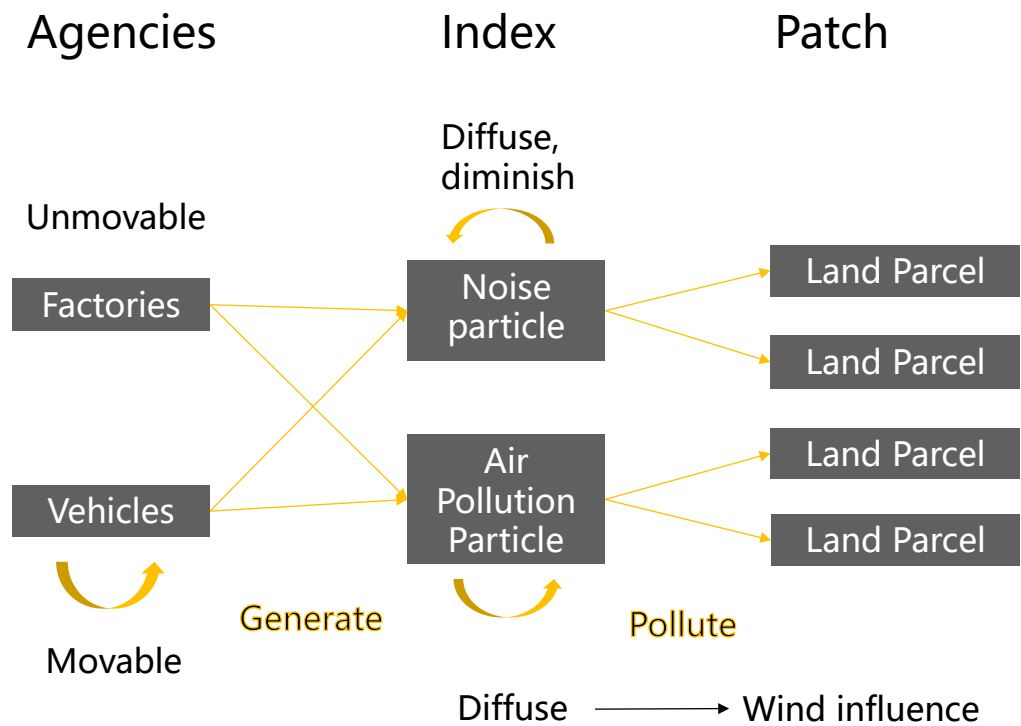 Agencies
Index
Patch
Diffuse,
diminish
Unmovable
Factories
Noise
particle
Land Parcel
Land Parcel
Vehicles
Air
Pollution
Particle
Land Parcel
Land Parcel
Generate
Pollute
Movable
Diffuse
Wind influence